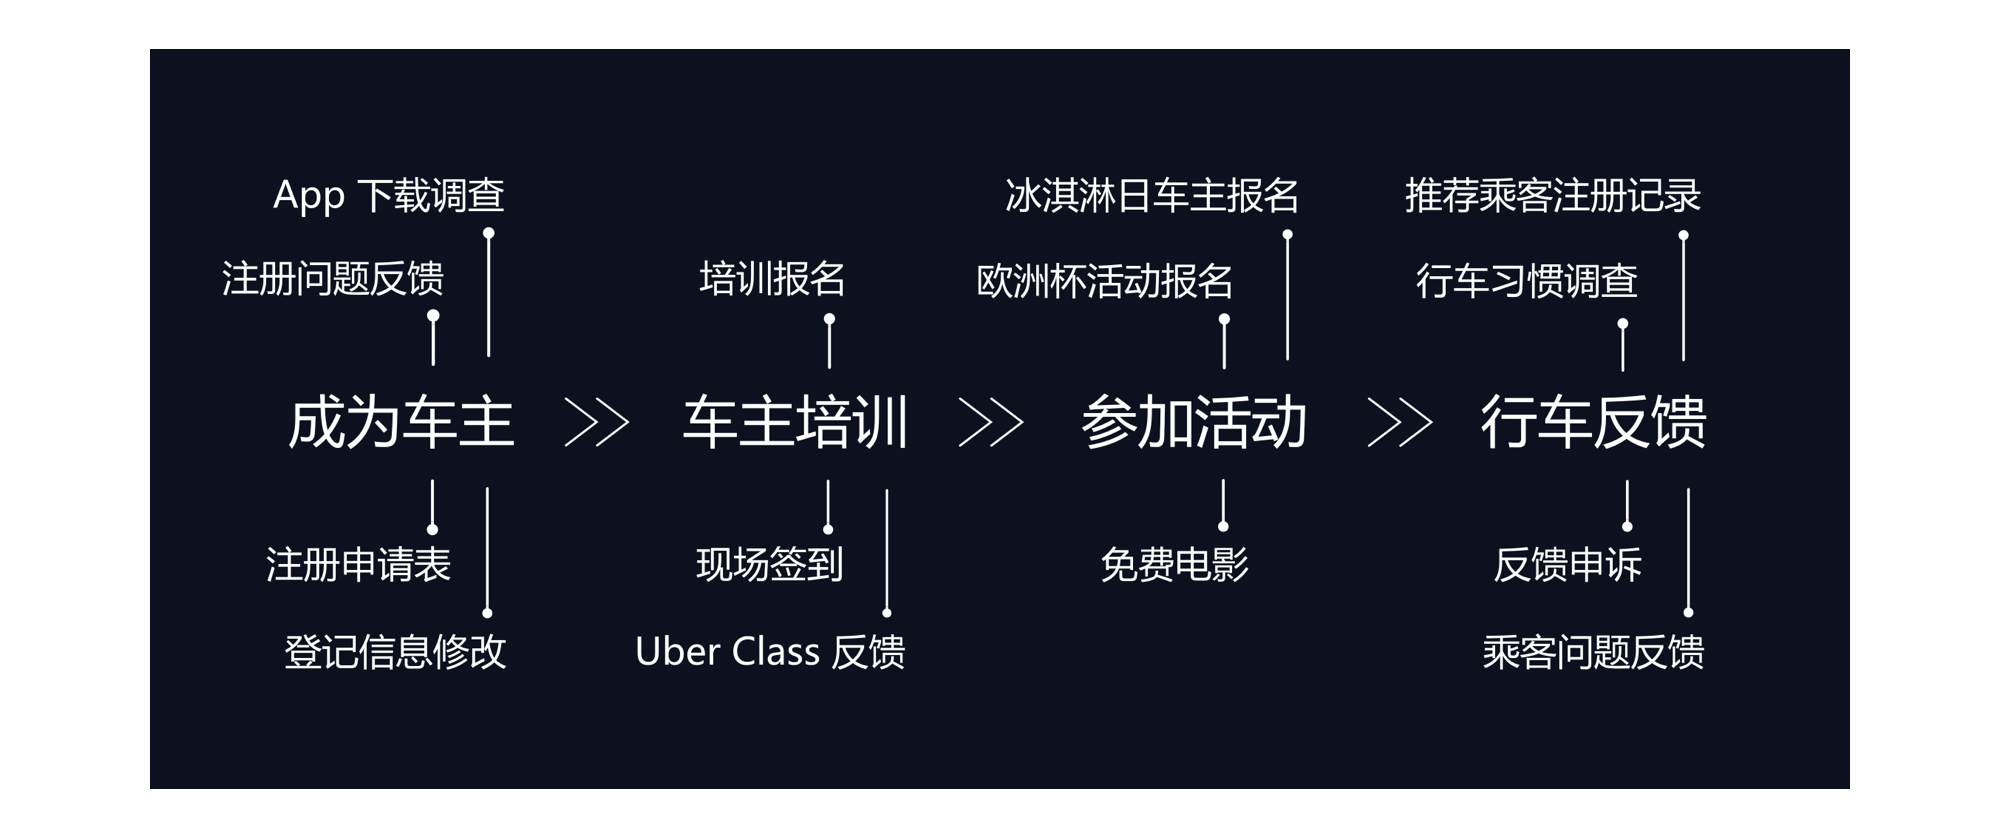 App 下载调查
冰淇淋日车主报名
推荐乘客注册记录
注册问题反馈
培训报名
欧洲杯活动报名
行车习惯调查
成为车主
车主培训
参加活动
行车反馈
注册申请表
现场签到
免费电影
反馈申诉
登记信息修改
Uber Class 反馈
乘客问题反馈